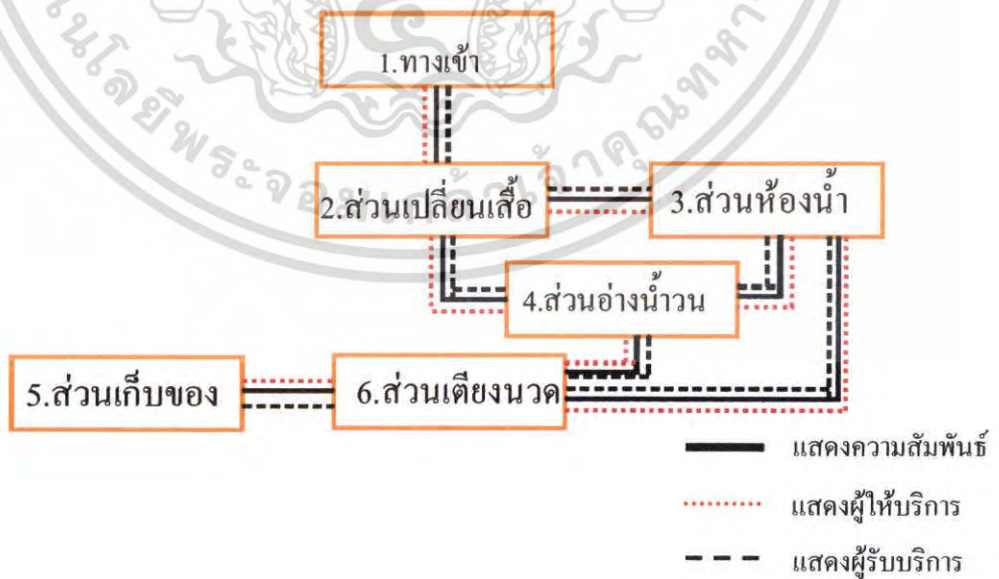 1.ทางเข้า
2.ส่วนเปลี่ยนเสื้อ
3.ส่วนห้องน้ำ
4.ส่วนอ่างน้ำวน
5.ส่วนเก็บของ
6.ส่วนเตียงนวด
แสดงความสัมพันธ์
แสดงผู้ให้บริการ
แสดงผู้รับบริการ